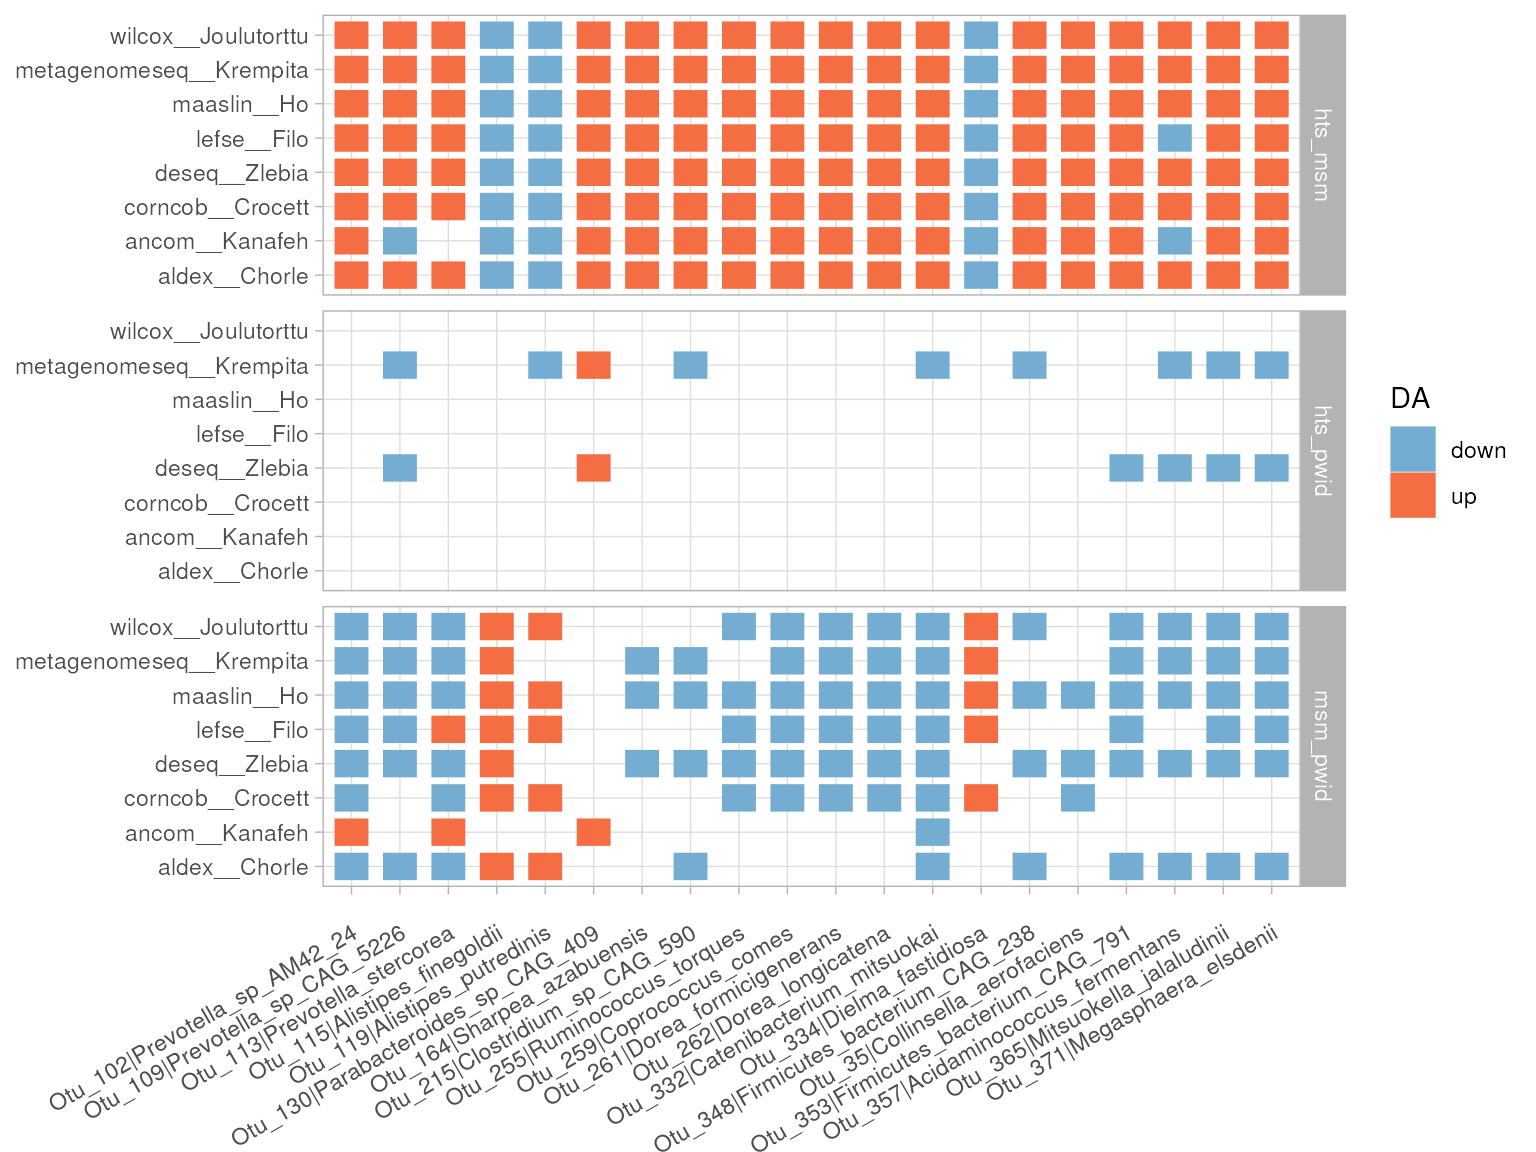 wilcox__Joulutorttu
metagenomeseq__Krempita
maaslin__Ho
lefse__Filo
deseq__Zlebia
corncob__Crocett
ancom__Kanafeh
aldex__Chorle
hts_msm
wilcox__Joulutorttu
metagenomeseq__Krempita
maaslin__Ho
lefse__Filo
deseq__Zlebia
corncob__Crocett
ancom__Kanafeh
aldex__Chorle
hts_pwid
wilcox__Joulutorttu
metagenomeseq__Krempita
maaslin__Ho
lefse__Filo
deseq__Zlebia
corncob__Crocett
ancom__Kanafeh
aldex__Chorle
msm_pwid
Otu_102|Prevotella_sp_AM42_24
Otu_109|Prevotella_sp_CAG_5226
Otu_113|Prevotella_stercorea
Otu_115|Alistipes_finegoldii
Otu_119|Alistipes_putredinis
Otu_130|Parabacteroides_sp_CAG_409
Otu_164|Sharpea_azabuensis
Otu_215|Clostridium_sp_CAG_590
Otu_255|Ruminococcus_torques
Otu_259|Coprococcus_comes
Otu_261|Dorea_formicigenerans
Otu_262|Dorea_longicatena
Otu_332|Catenibacterium_mitsuokai
Otu_334|Dielma_fastidiosa
Otu_348|Firmicutes_bacterium_CAG_238
Otu_35|Collinsella_aerofaciens
Otu_353|Firmicutes_bacterium_CAG_791
Otu_357|Acidaminococcus_fermentans
Otu_365|Mitsuokella_jalaludinii
Otu_371|Megasphaera_elsdenii
DA
down
up